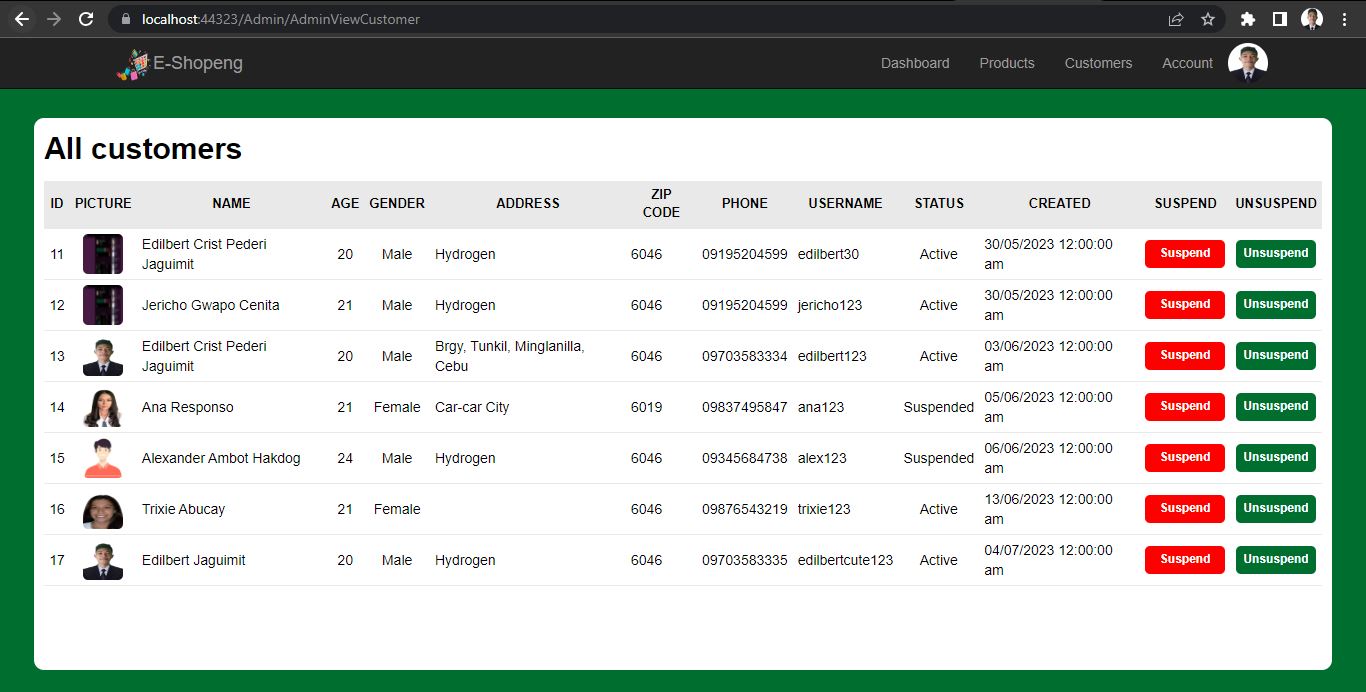 localhost:44323/Admin/AdminViewCustomer
E-Shopeng Dashboard Products Customers Account
All customers
ID PICTURE NAME AGE GENDER ADDRESS ZIP CODE PHONE USERNAME STATUS CREATED SUSPEND UNSUSPEND
11 Edilbert Crist Pederi Jaguimit 20 Male Hydrogen 6046 09195204599 edilbert30 Active 30/05/2023 12:00:00 am Suspend Unsuspend
12 Jericho Gwapo Cenita 21 Male Hydrogen 6046 09195204599 jericho123 Active 30/05/2023 12:00:00 am Suspend Unsuspend
13 Edilbert Crist Pederi Jaguimit 20 Male Brgy, Tunkil, Minglanilla, Cebu 6046 09703583334 edilbert123 Active 03/06/2023 12:00:00 am Suspend Unsuspend
14 Ana Responso 21 Female Car-car City 6019 09837495847 ana123 Suspended 05/06/2023 12:00:00 am Suspend Unsuspend
15 Alexander Ambot Hakdog 24 Male Hydrogen 6046 09345684738 alex123 Suspended 06/06/2023 12:00:00 am Suspend Unsuspend
16 Trixie Abucay 21 Female 6046 09876543219 trixie123 Active 13/06/2023 12:00:00 am Suspend Unsuspend
17 Edilbert Jaguimit 20 Male Hydrogen 6046 09703583335 edilbertcute123 Active 04/07/2023 12:00:00 am Suspend Unsuspend